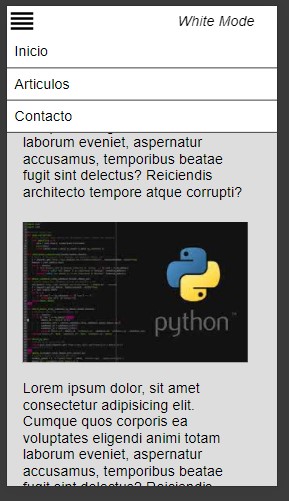 White Mode
Inicio
Articulos
Contacto
laborum eveniet, aspernatur
accusamus, temporibus beatae
fugit sint delectus? Reiciendis
architecto tempore atque corrupti?
python™
Lorem ipsum dolor, sit amet
consectetur adipisicing elit.
Cumque quos corporis ea
voluptates eligendi animi totam
laborum eveniet, aspernatur
accusamus, temporibus beatae
fugit sint delectus? Reiciendis